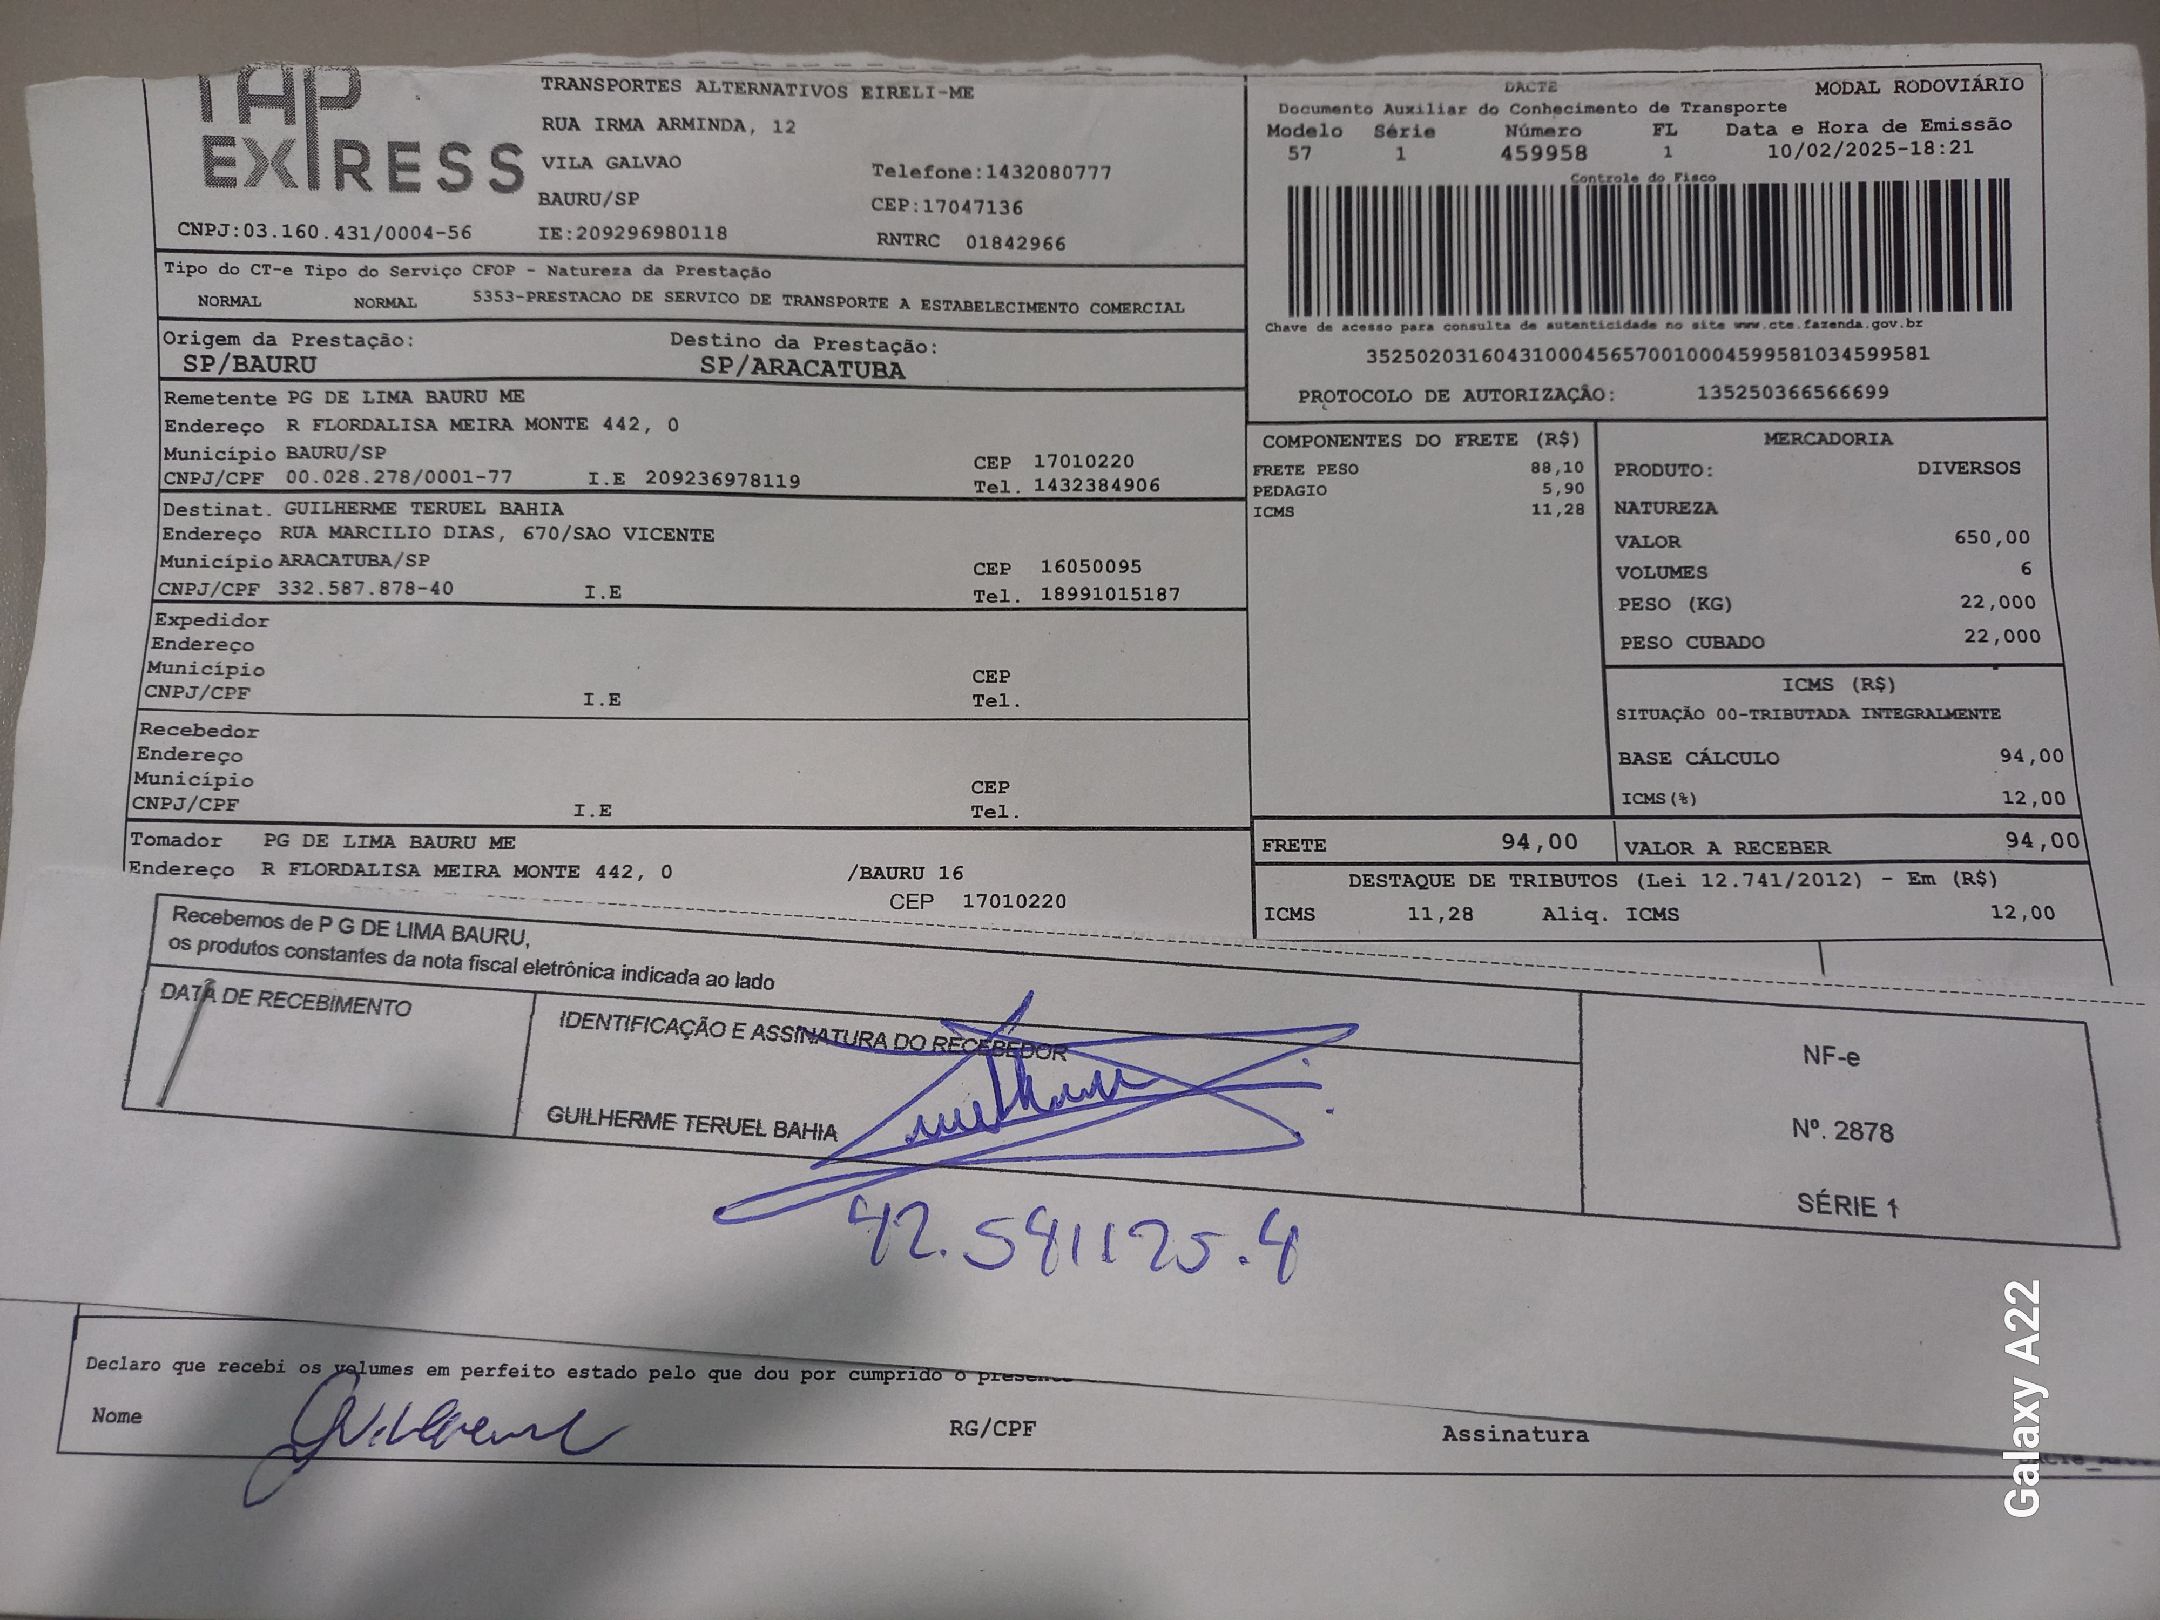 TAP
EXPRESS
TRANSPORTES ALTERNATIVOS EIRELI-ME
RUA IRMA ARMINDA, 12
VILA GALVAO
Telefone:1432080777
BAURU/SP
CEP:17047136
CNPJ:03.160.431/0004-56 IE:209296980118 RNTRC 01842966
DACTE MODAL RODOVIÁRIO
Documento Auxiliar do Conhecimento de Transporte
Modelo Série Número FL Data e Hora de Emissão
57 1 459958 1 10/02/2025-18:21
Controle do Fisco
Chave de acesso para consulta de autenticidade no site www.cte.fazenda.gov.br
35250203160431000456570010004599581034599581
PROTOCOLO DE AUTORIZAÇÃO: 135250366566699
Tipo do CT-e Tipo do Serviço CFOP - Natureza da Prestação
NORMAL NORMAL 5353-PRESTACAO DE SERVICO DE TRANSPORTE A ESTABELECIMENTO COMERCIAL
Origem da Prestação: Destino da Prestação:
SP/BAURU SP/ARACATUBA
Remetente PG DE LIMA BAURU ME
Endereço R FLORDALISA MEIRA MONTE 442, 0
Município BAURU/SP CEP 17010220
CNPJ/CPF 00.028.278/0001-77 I.E 209236978119 Tel. 1432384906
Destinat. GUILHERME TERUEL BAHIA
Endereço RUA MARCILIO DIAS, 670/SAO VICENTE
Município ARACATUBA/SP CEP 16050095
CNPJ/CPF 332.587.878-40 I.E Tel. 18991015187
Expedidor
Endereço
Município CEP
CNPJ/CPF I.E Tel.
Recebedor
Endereço
Município CEP
CNPJ/CPF I.E Tel.
Tomador PG DE LIMA BAURU ME
Endereço R FLORDALISA MEIRA MONTE 442, 0 /BAURU 16
CEP 17010220
COMPONENTES DO FRETE (R$)
FRETE PESO 88,10
PEDAGIO 5,90
ICMS 11,28
MERCADORIA
PRODUTO: DIVERSOS
NATUREZA
VALOR 650,00
VOLUMES 6
PESO (KG) 22,000
PESO CUBADO 22,000
ICMS (R$)
SITUAÇÃO 00-TRIBUTADA INTEGRALMENTE
BASE CÁLCULO 94,00
ICMS(%) 12,00
FRETE 94,00 VALOR A RECEBER 94,00
DESTAQUE DE TRIBUTOS (Lei 12.741/2012) - Em (R$)
ICMS 11,28 Aliq. ICMS 12,00
Recebemos de P G DE LIMA BAURU,
os produtos constantes da nota fiscal eletrônica indicada ao lado
DATA DE RECEBIMENTO
IDENTIFICAÇÃO E ASSINATURA DO RECEBEDOR
GUILHERME TERUEL BAHIA
NF-e
Nº. 2878
SÉRIE 1
42.541125.4
Declaro que recebi os volumes em perfeito estado pelo que dou por cumprido o presente
Nome Guilherme RG/CPF Assinatura
Galaxy A22